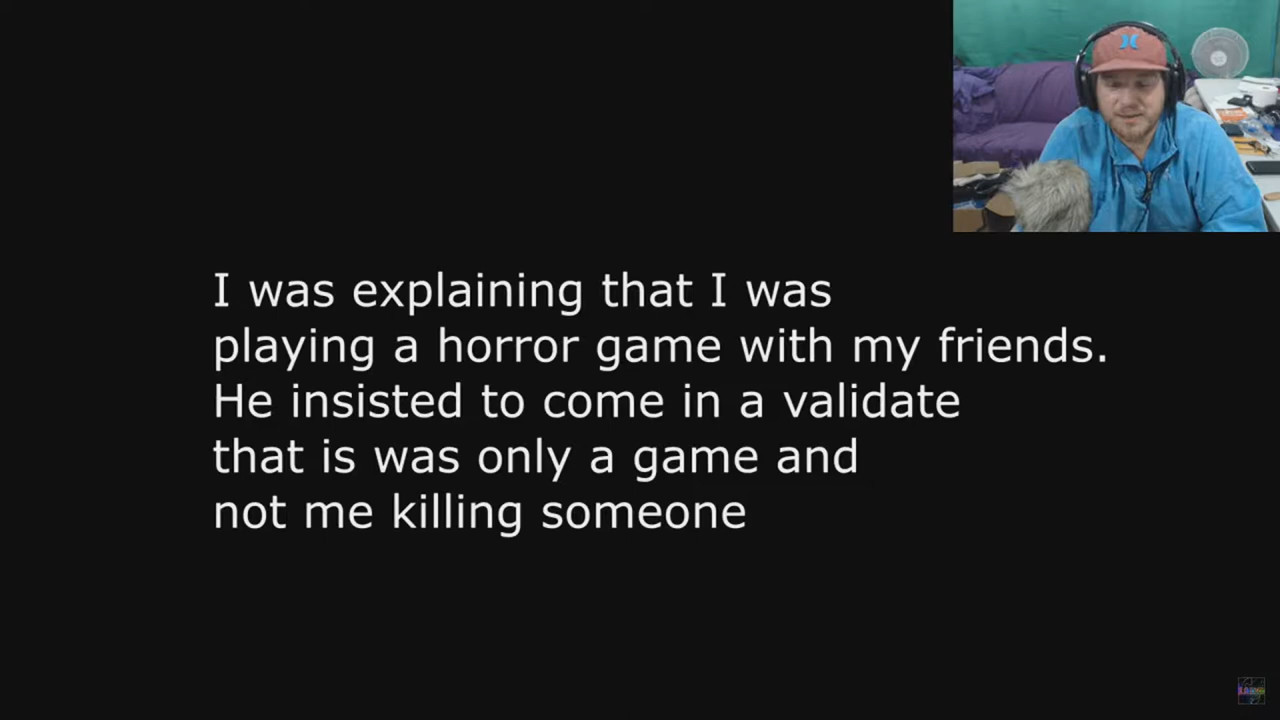 I was explaining that I was
playing a horror game with my friends.
He insisted to come in a validate
that is was only a game and
not me killing someone